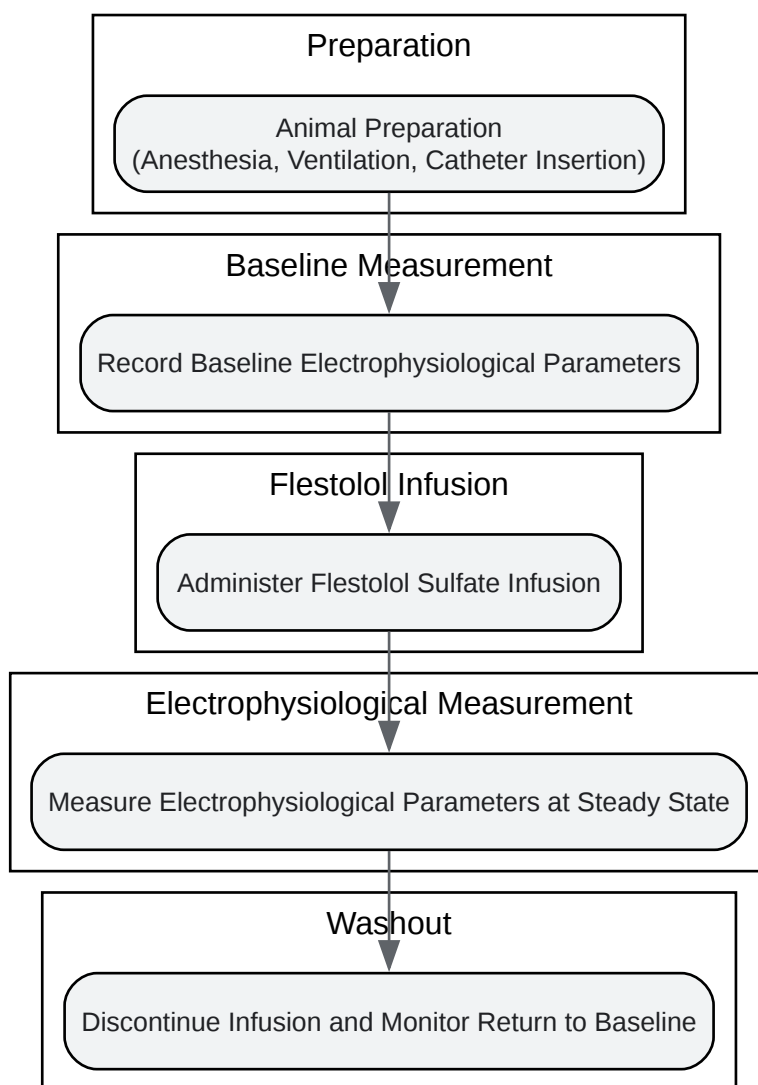 Preparation
Animal Preparation
(Anesthesia, Ventilation, Catheter Insertion)
Baseline Measurement
Record Baseline Electrophysiological Parameters
Flestolol Infusion
Administer Flestolol Sulfate Infusion
Electrophysiological Measurement
Measure Electrophysiological Parameters at Steady State
Washout
Discontinue Infusion and Monitor Return to Baseline